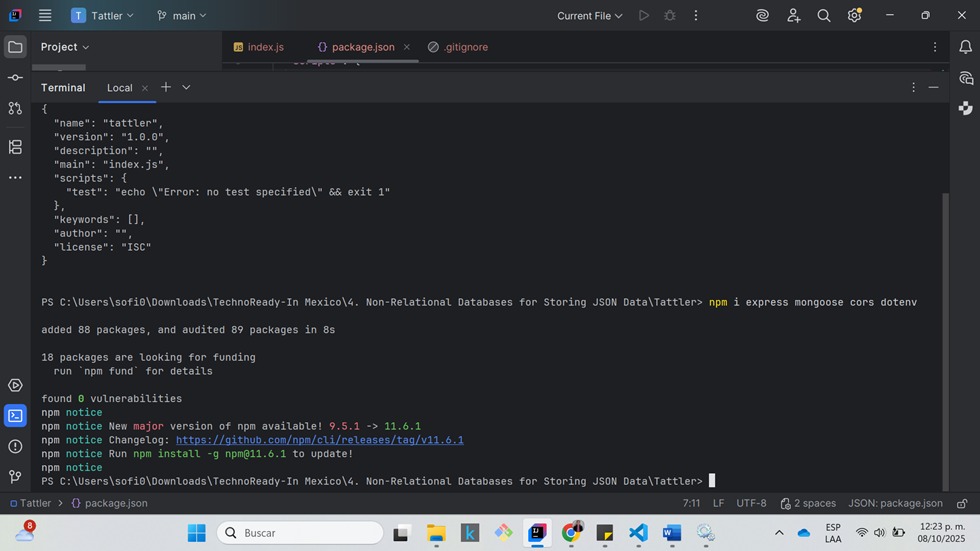 T Tattler main Current File
Project
JS index.js {} package.json .gitignore
Terminal Local
{
"name": "tattler",
"version": "1.0.0",
"description": "",
"main": "index.js",
"scripts": {
"test": "echo \"Error: no test specified\" && exit 1"
},
"keywords": [],
"author": "",
"license": "ISC"
}
PS C:\Users\sofi0\Downloads\TechnoReady-In Mexico\4. Non-Relational Databases for Storing JSON Data\Tattler> npm i express mongoose cors dotenv
added 88 packages, and audited 89 packages in 8s
18 packages are looking for funding
run `npm fund` for details
found 0 vulnerabilities
npm notice
npm notice New major version of npm available! 9.5.1 -> 11.6.1
npm notice Changelog: https://github.com/npm/cli/releases/tag/v11.6.1
npm notice Run npm install -g npm@11.6.1 to update!
npm notice
PS C:\Users\sofi0\Downloads\TechnoReady-In Mexico\4. Non-Relational Databases for Storing JSON Data\Tattler>
Tattler > {} package.json 7:11 LF UTF-8 2 spaces JSON: package.json
8 Buscar ESP LAA 12:23 p. m. 08/10/2025